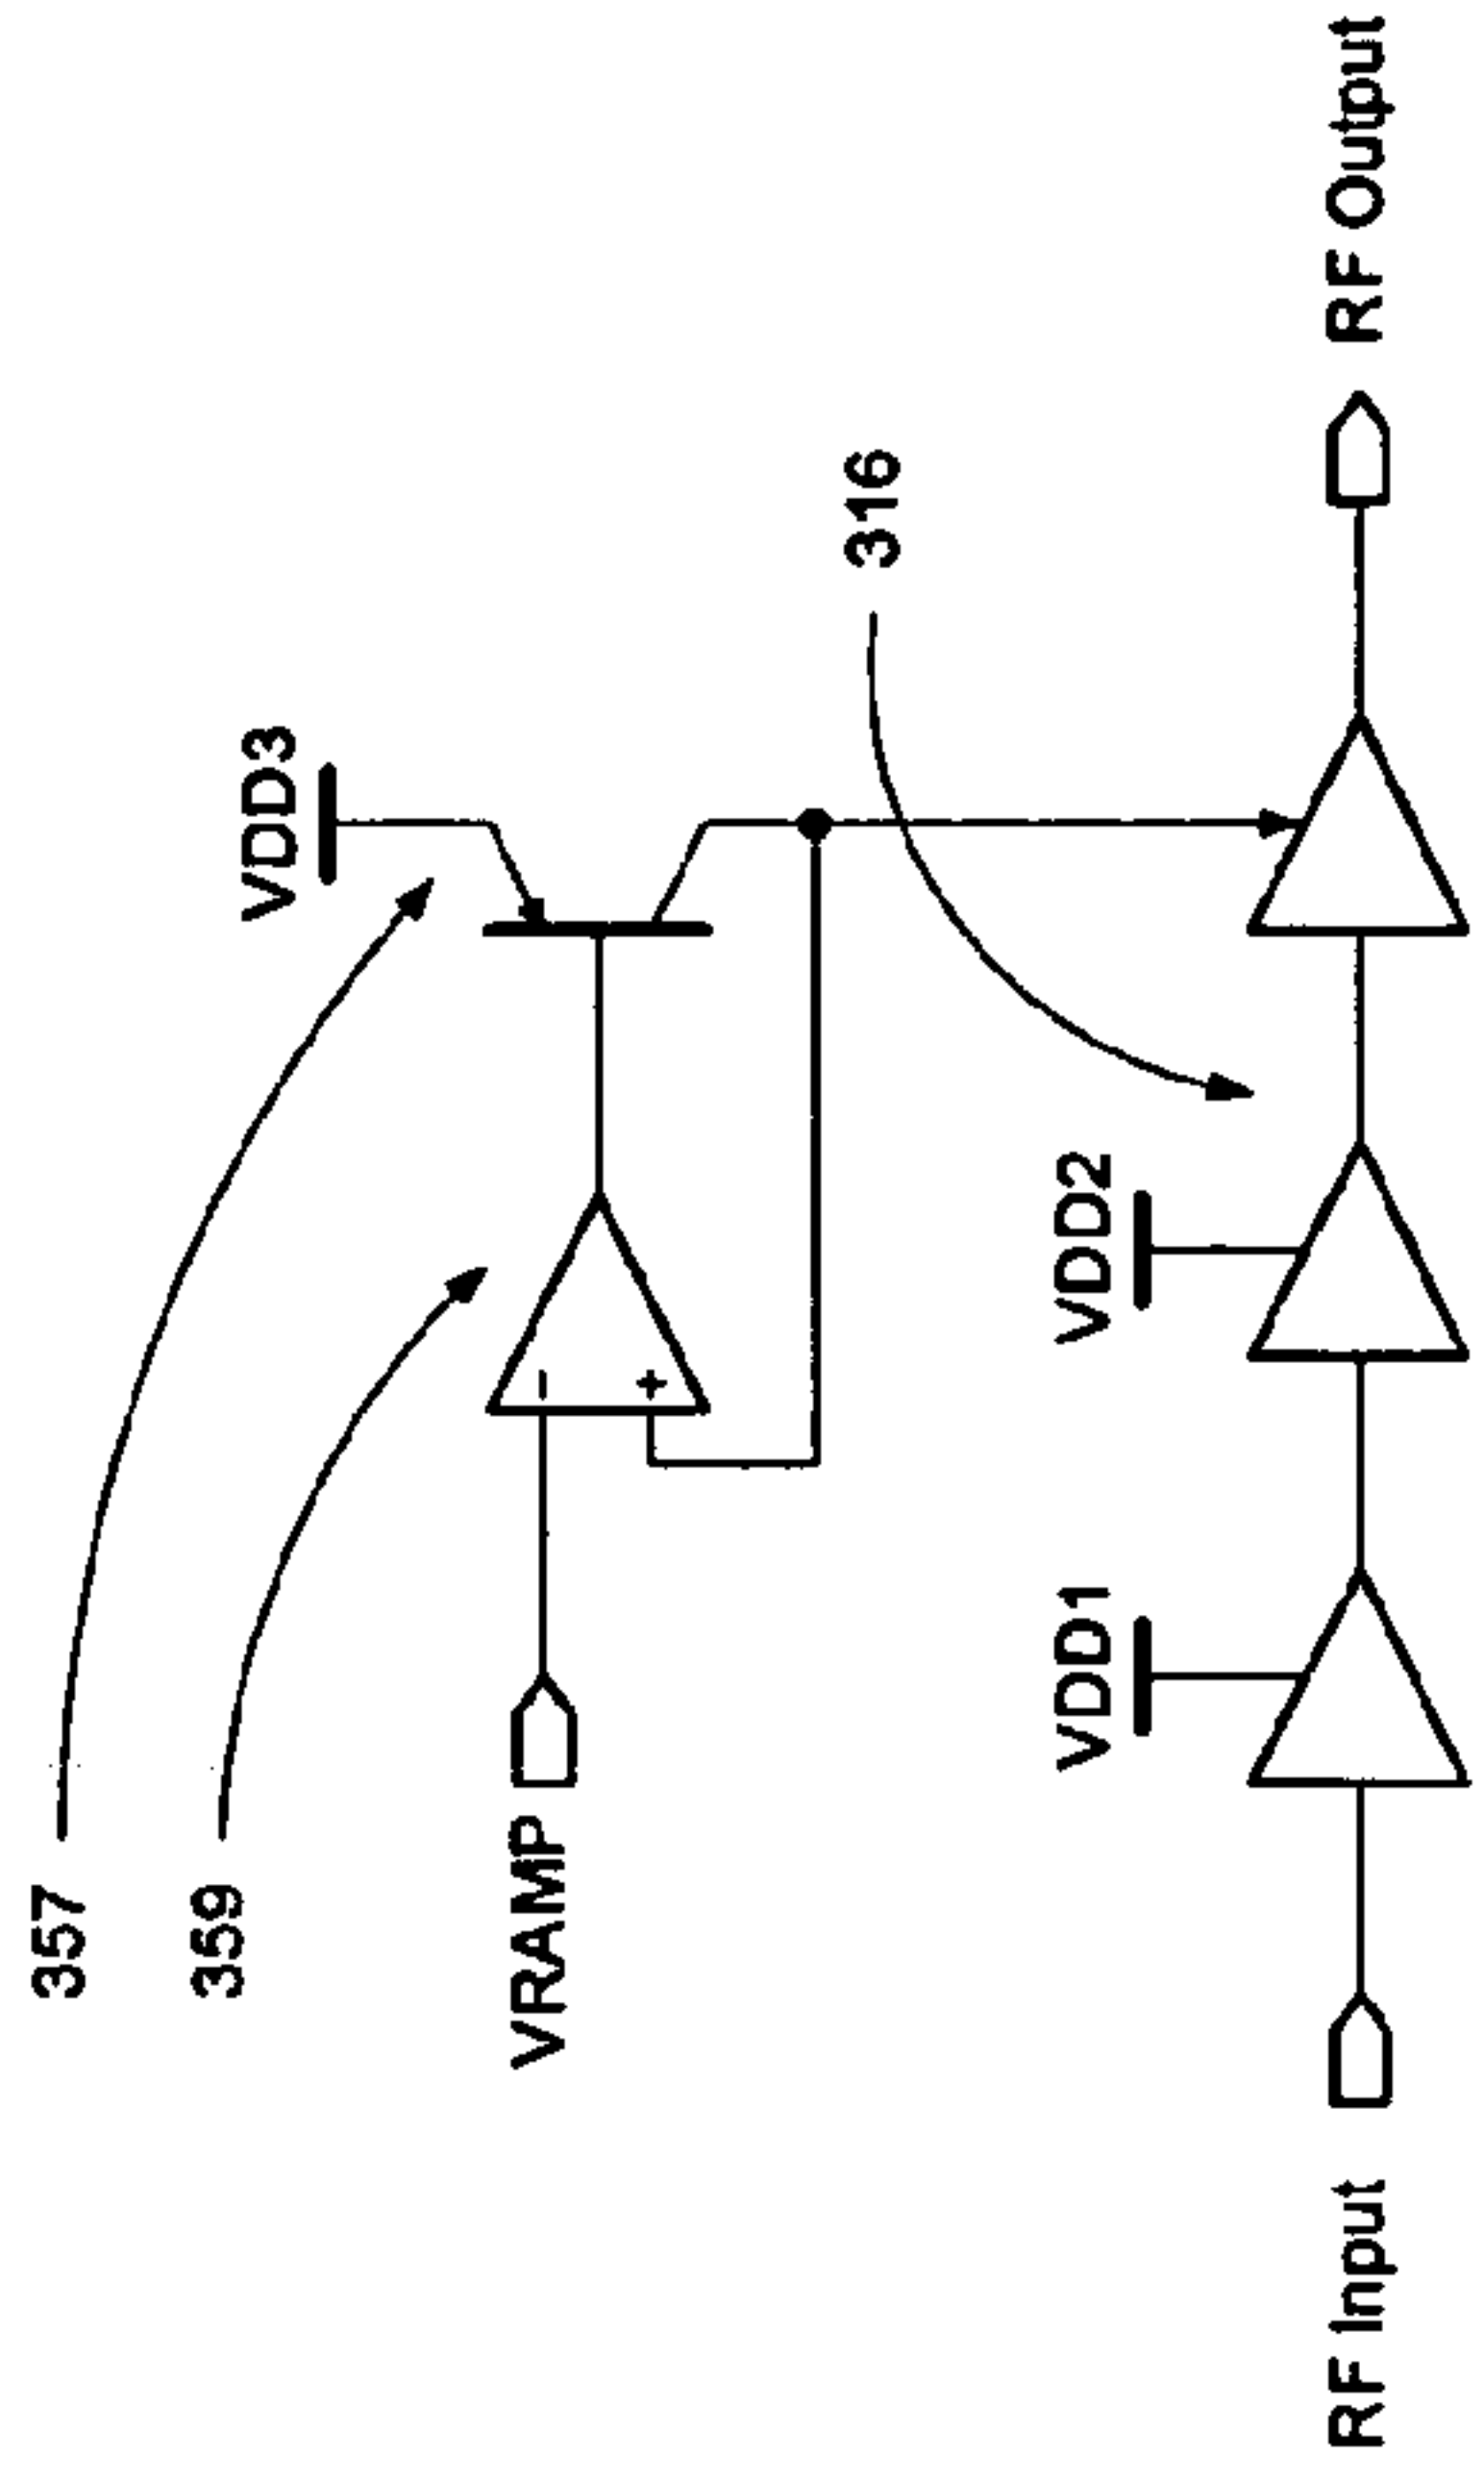 357
359
VDD3
VRAMP
−
+
316
VDD1
VDD2
RF Input
RF Output